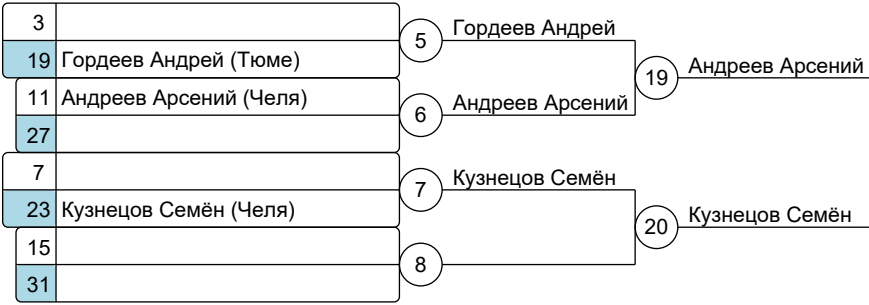 3
5 Гордеев Андрей
19 Гордеев Андрей (Тюме)
19 Андреев Арсений
11 Андреев Арсений (Челя)
6 Андреев Арсений
27
7
7 Кузнецов Семён
23 Кузнецов Семён (Челя)
20 Кузнецов Семён
15
8
31